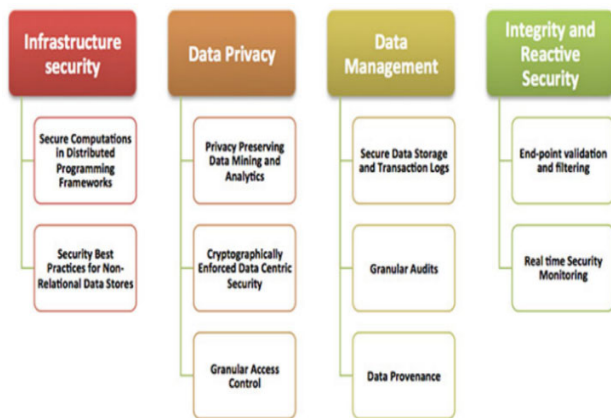 Infrastructure
security
Secure Computations
in Distributed
Programming
Frameworks
Security Best
Practices for Non-
Relational Data Stores
Data Privacy
Privacy Preserving
Data Mining and
Analytics
Cryptographically
Enforced Data Centric
Security
Granular Access
Control
Data
Management
Secure Data Storage
and Transaction Logs
Granular Audits
Data Provenance
Integrity and
Reactive
Security
End-point validation
and filtering
Real time Security
Monitoring